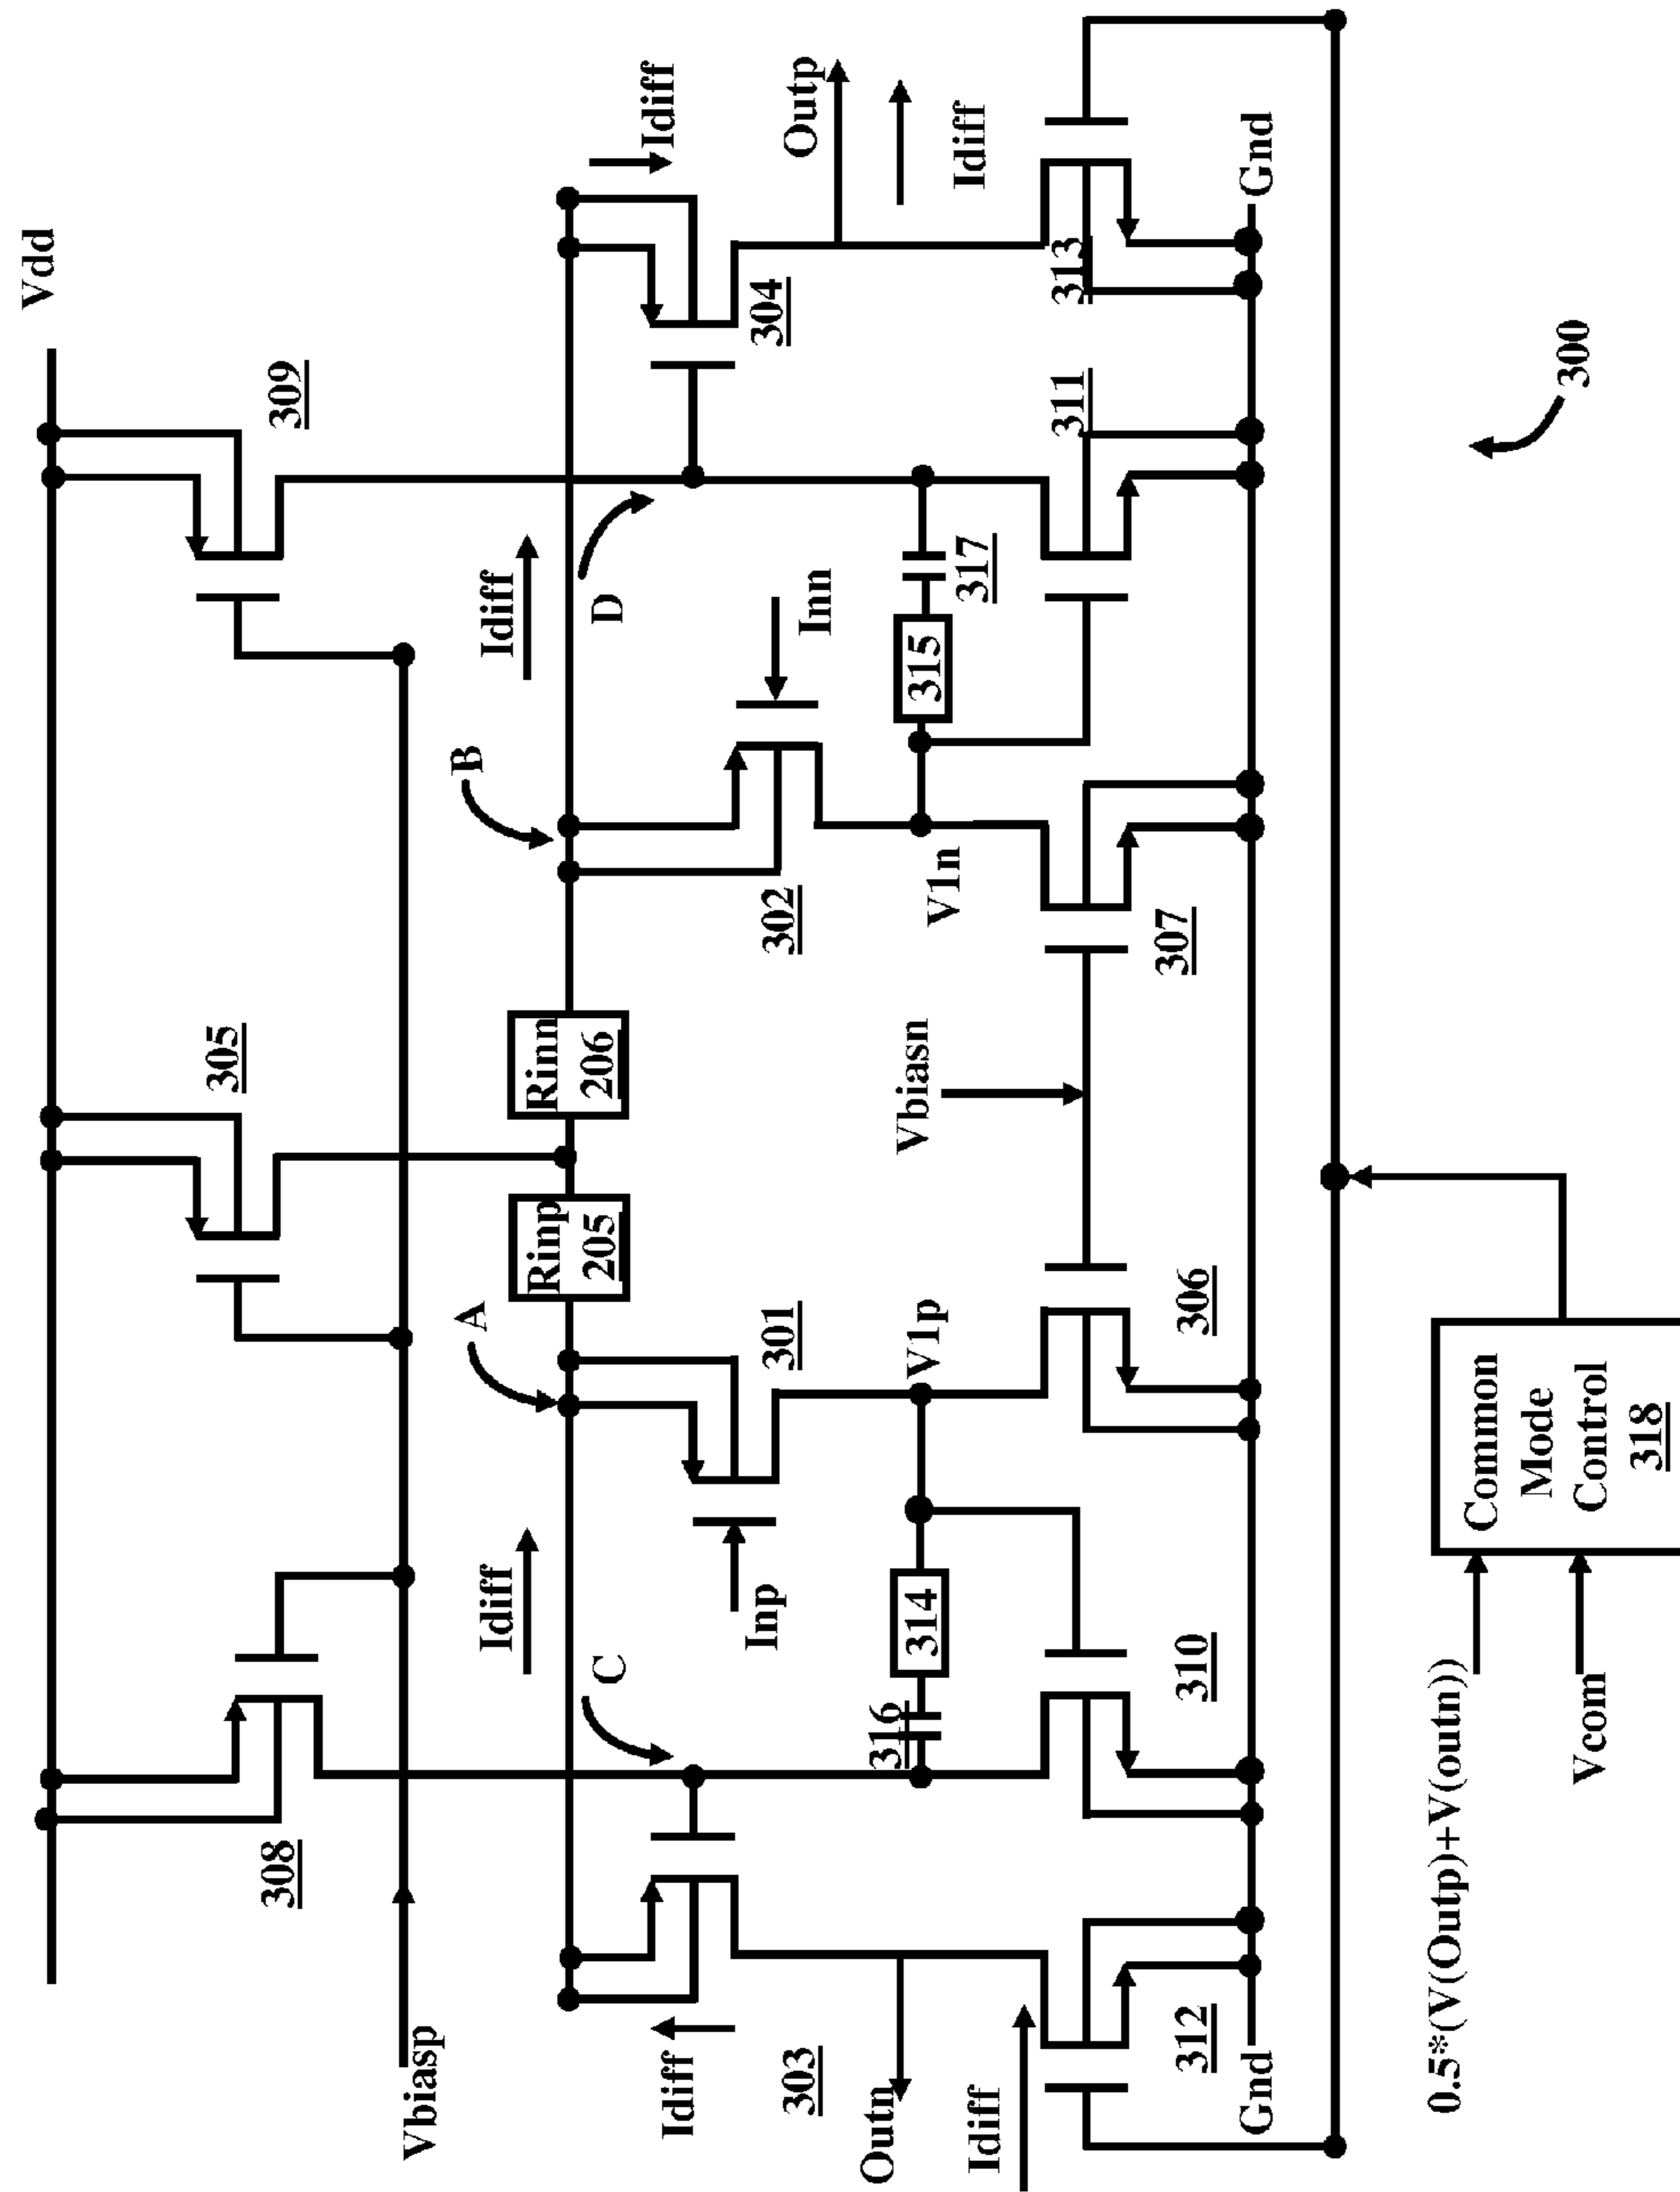 Vdd
309
305
308
Vbiasp
Idiff
Idiff
B
A
D
C
Rinn
206
Rinp
205
Idiff
Idiff
304
303
302
301
Inn
Inp
Outp
Outn
Idiff
Idiff
V1n
V1p
315
317
314
316
Vbiasn
313
311
307
306
310
312
Gnd
Gnd
300
Common
Mode
Control
318
0.5*(V(Outp)+V(outn))
Vcom